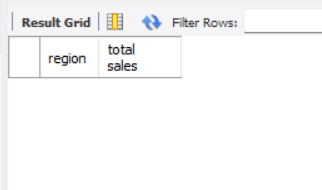 Result Grid Filter Rows:
region total
sales